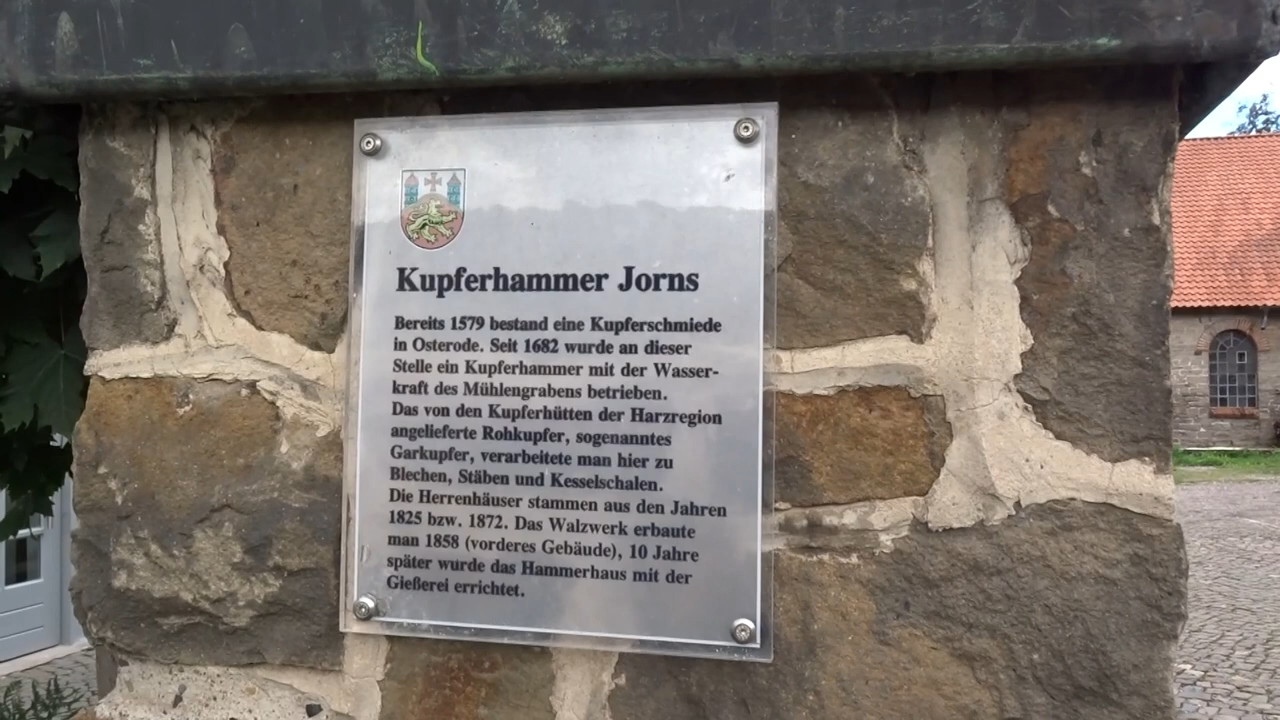 Kupferhammer Jorns
Bereits 1579 bestand eine Kupferschmiede
in Osterode. Seit 1682 wurde an dieser
Stelle ein Kupferhammer mit der Wasser-
kraft des Mühlengrabens betrieben.
Das von den Kupferhütten der Harzregion
angelieferte Rohkupfer, sogenanntes
Garkupfer, verarbeitete man hier zu
Blechen, Stäben und Kesselschalen.
Die Herrenhäuser stammen aus den Jahren
1825 bzw. 1872. Das Walzwerk erbaute
man 1858 (vorderes Gebäude), 10 Jahre
später wurde das Hammerhaus mit der
Gießerei errichtet.